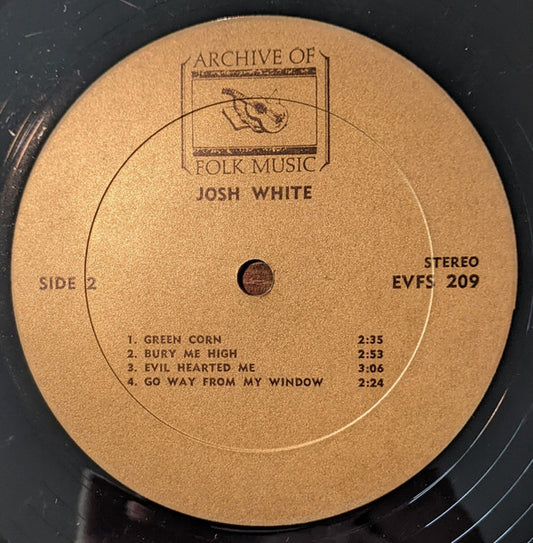 ARCHIVE OF
FOLK MUSIC
JOSH WHITE
SIDE 2
STEREO
EVFS 209
1. GREEN CORN 2:35
2. BURY ME HIGH 2:53
3. EVIL HEARTED ME 3:06
4. GO WAY FROM MY WINDOW 2:24